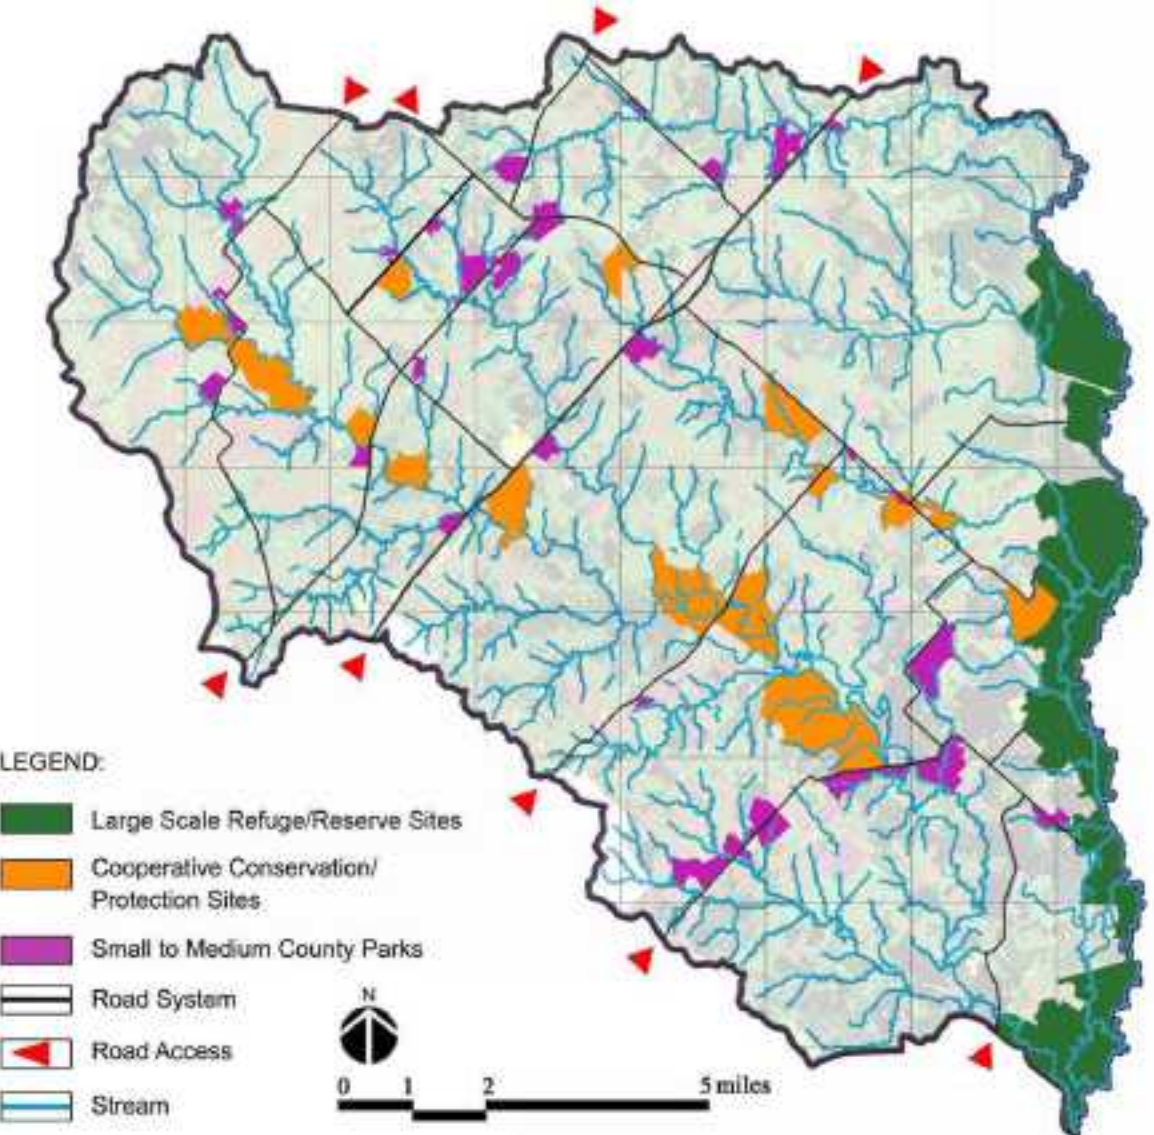 LEGEND:
Large Scale Refuge/Reserve Sites
Cooperative Conservation/
Protection Sites
Small to Medium County Parks
Road System
Road Access
Stream
N
0 1 2 5 miles